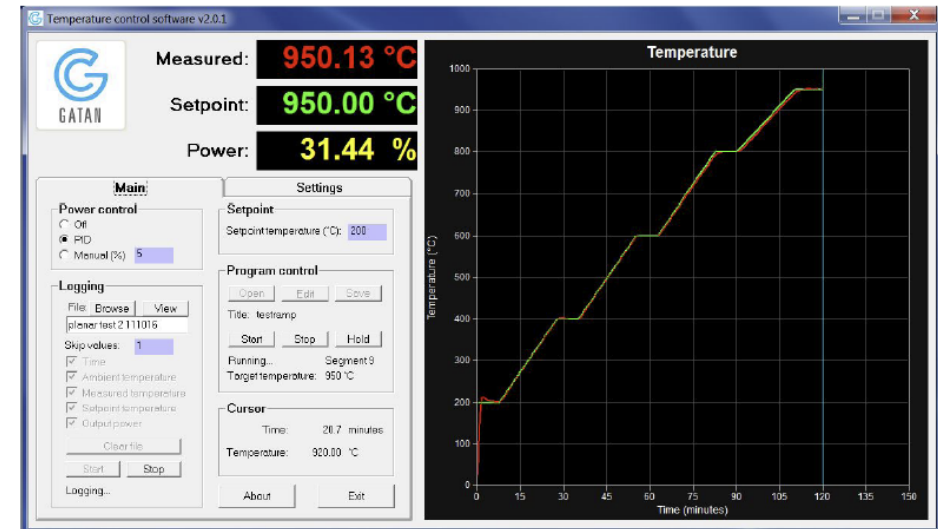 Temperature control software v2.0.1
GATAN
Measured: 950.13 °C
Setpoint: 950.00 °C
Power: 31.44 %
Main
Settings
Power control
Off
PID
Manual (%) 5
Logging
File: Browse View
planar test 2 111016
Skip values: 1
Time
Ambient temperature
Measured temperature
Setpoint temperature
Output power
Clear file
Start Stop
Logging...
Setpoint
Setpoint temperature (°C): 200
Program control
Open Edit Save
Title: testramp
Start Stop Hold
Running... Segment 9
Target temperature: 950 °C
Cursor
Time: 28.7 minutes
Temperature: 920.00 °C
About Exit
Temperature
Temperature (°C)
1000
900
800
700
600
500
400
300
200
100
0
0 15 30 45 60 75 90 105 120 135 150
Time (minutes)